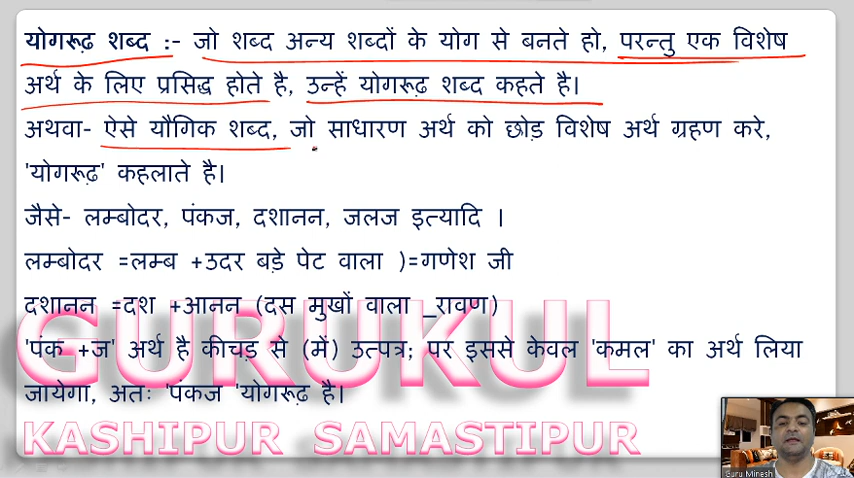 योगरूढ़ शब्द :- जो शब्द अन्य शब्दों के योग से बनते हो, परन्तु एक विशेष
अर्थ के लिए प्रसिद्ध होते है, उन्हें योगरूढ़ शब्द कहते है।
अथवा- ऐसे यौगिक शब्द, जो साधारण अर्थ को छोड़ विशेष अर्थ ग्रहण करे,
'योगरूढ़' कहलाते है।
जैसे- लम्बोदर, पंकज, दशानन, जलज इत्यादि ।
लम्बोदर =लम्ब +उदर बड़े पेट वाला )=गणेश जी
दशानन =दश +आनन (दस मुखों वाला _रावण)
'पंक +ज' अर्थ है कीचड़ से (में) उत्पत्र; पर इससे केवल 'कमल' का अर्थ लिया
जायेगा, अतः 'पंकज 'योगरूढ़ है।
GURUKUL
KASHIPUR SAMASTIPUR
Guru Minesh